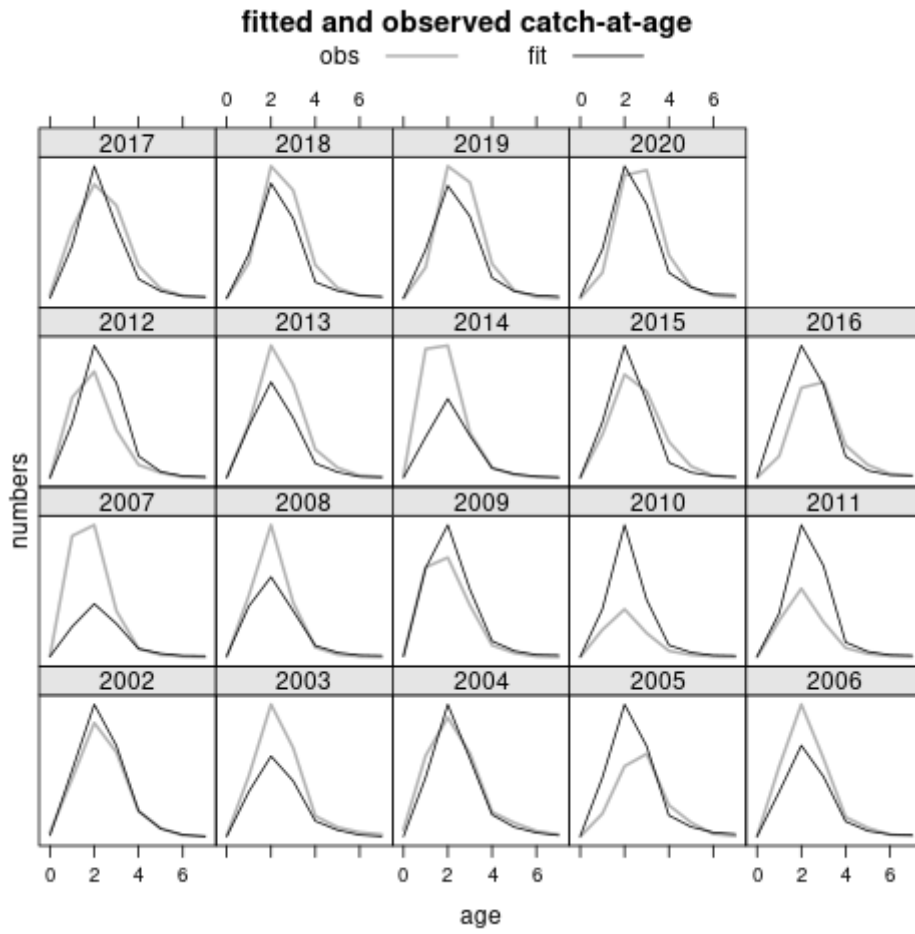 fitted and observed catch-at-age
obs fit
0 2 4 6 0 2 4 6
2017 2018 2019 2020
2012 2013 2014 2015 2016
2007 2008 2009 2010 2011
2002 2003 2004 2005 2006
0 2 4 6 0 2 4 6 0 2 4 6
numbers
age